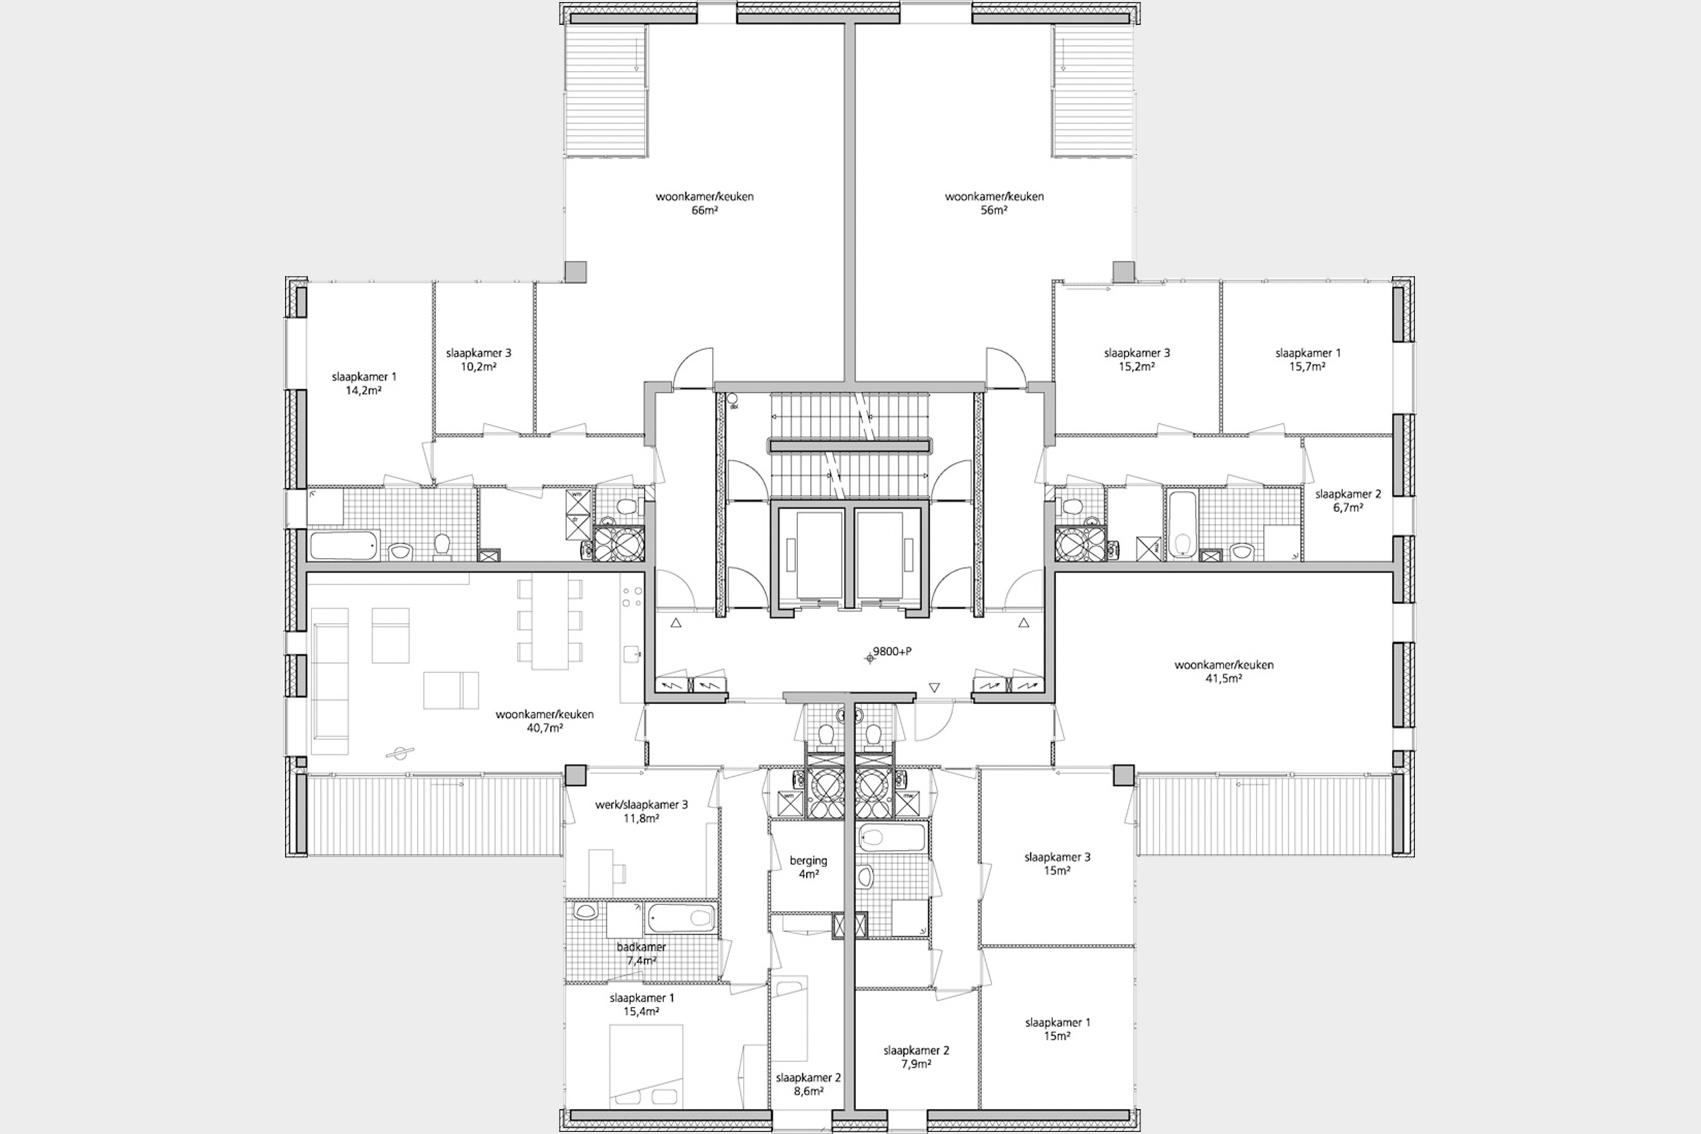 woonkamer/keuken
66m²
woonkamer/keuken
56m²
slaapkamer 1
14,2m²
slaapkamer 3
10,2m²
slaapkamer 3
15,2m²
slaapkamer 1
15,7m²
slaapkamer 2
6,7m²
wm
9800+P
woonkamer/keuken
40,7m²
woonkamer/keuken
41,5m²
werk/slaapkamer 3
11,8m²
wm
berging
4m²
slaapkamer 3
15m²
badkamer
7,4m²
slaapkamer 1
15,4m²
slaapkamer 2
8,6m²
slaapkamer 2
7,9m²
slaapkamer 1
15m²